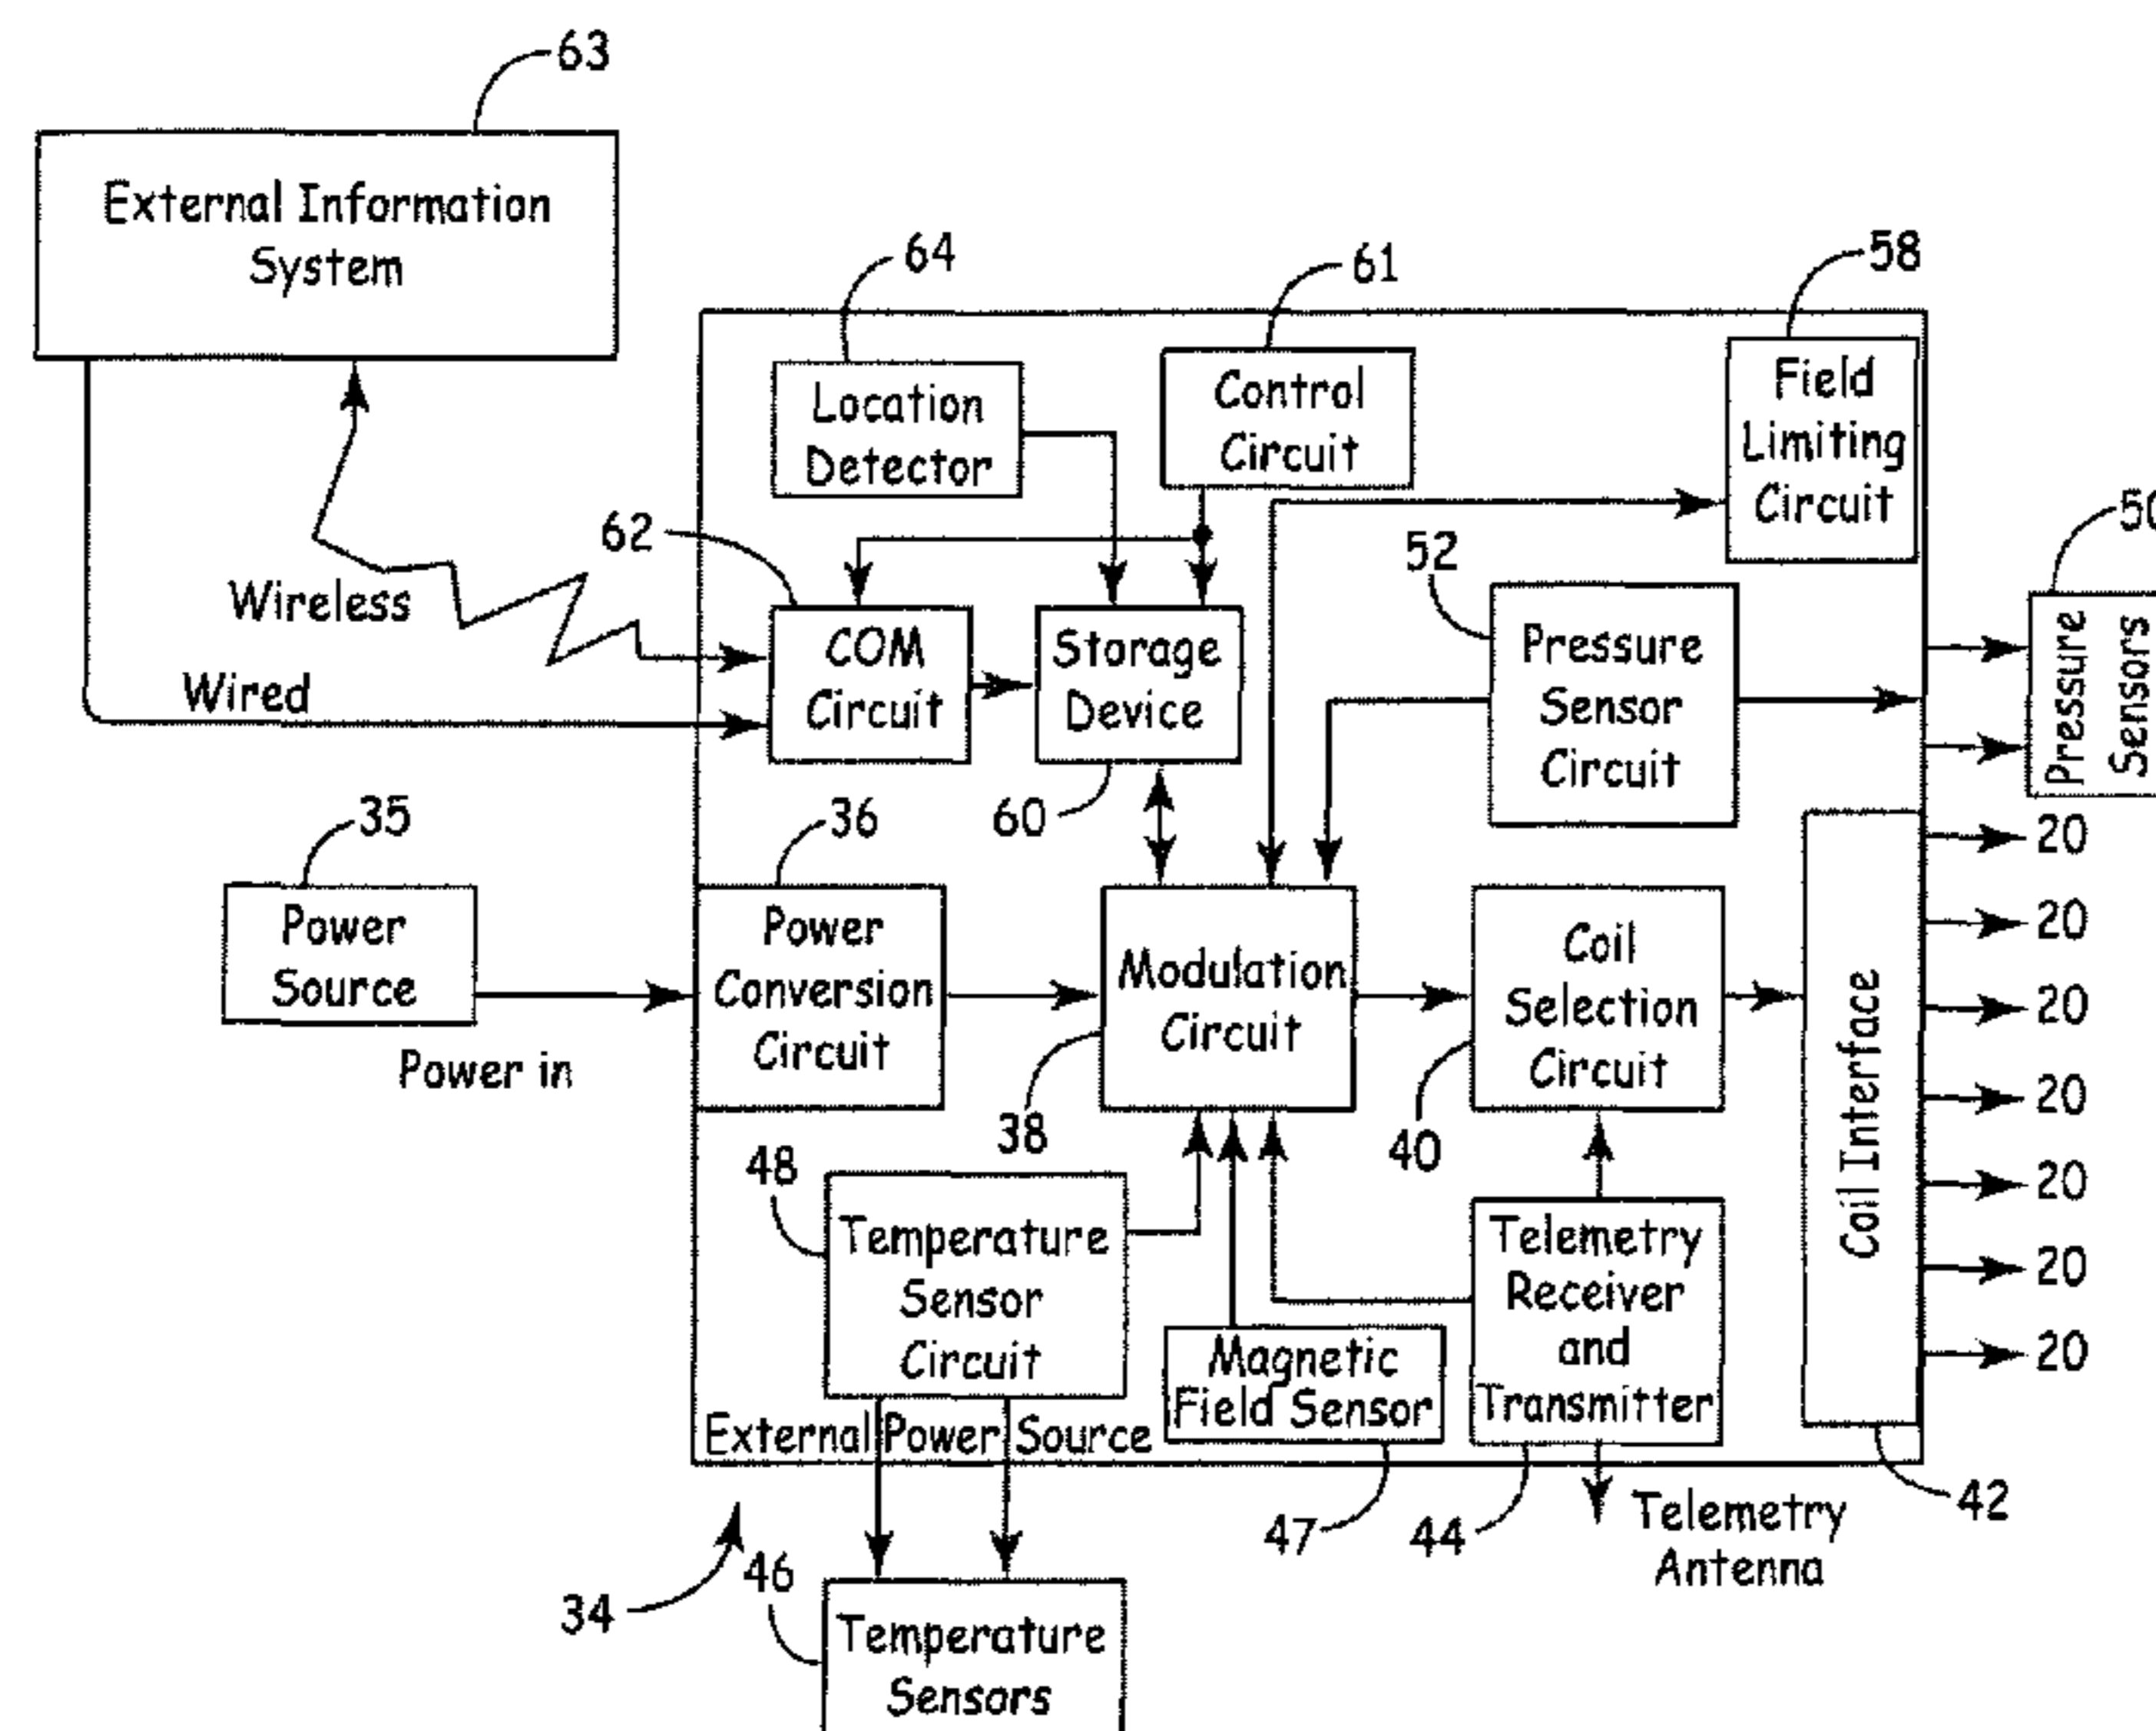 63
External Information
System
64
61
58
Location
Detector
Control
Circuit
Field
Limiting
Circuit
62
52
50
Wireless
COM
Circuit
Storage
Device
Pressure
Sensor
Circuit
Pressure
Sensors
Wired
60
35
36
20
Power
Source
Power
Conversion
Circuit
Modulation
Circuit
Coil
Selection
Circuit
Coil Interface
20
20
20
20
20
20
Power in
38
40
48
Temperature
Sensor
Circuit
Magnetic
Field Sensor
Telemetry
Receiver
and
Transmitter
External Power Source
42
47
44
Telemetry
Antenna
34
46
Temperature
Sensors